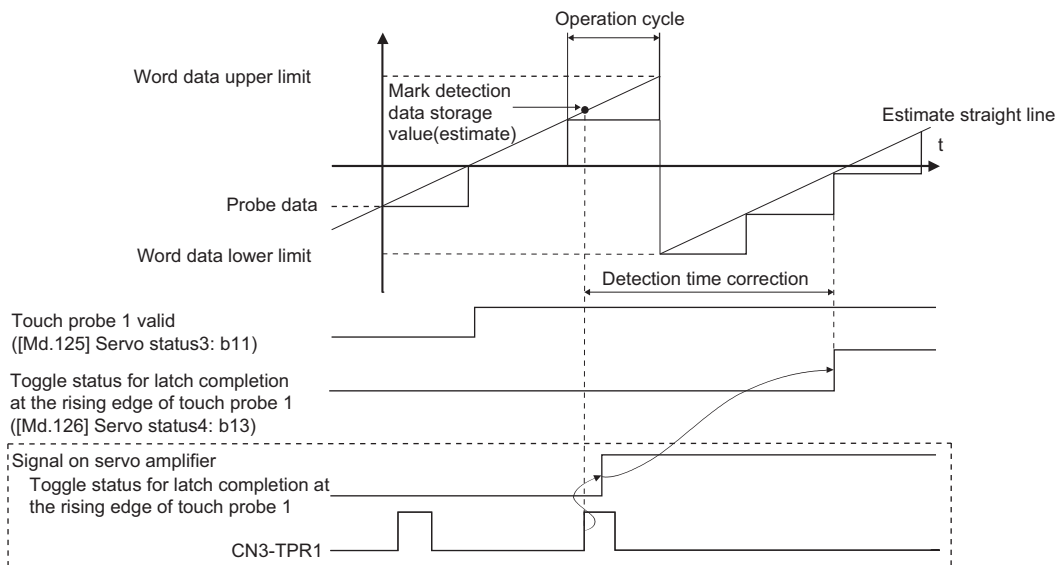 Operation cycle
Word data upper limit
Mark detection
data storage
value(estimate)
Estimate straight line
t
Probe data
Word data lower limit
Detection time correction
Touch probe 1 valid
([Md.125] Servo status3: b11)
Toggle status for latch completion
at the rising edge of touch probe 1
([Md.126] Servo status4: b13)
Signal on servo amplifier
Toggle status for latch completion at
the rising edge of touch probe 1
CN3-TPR1